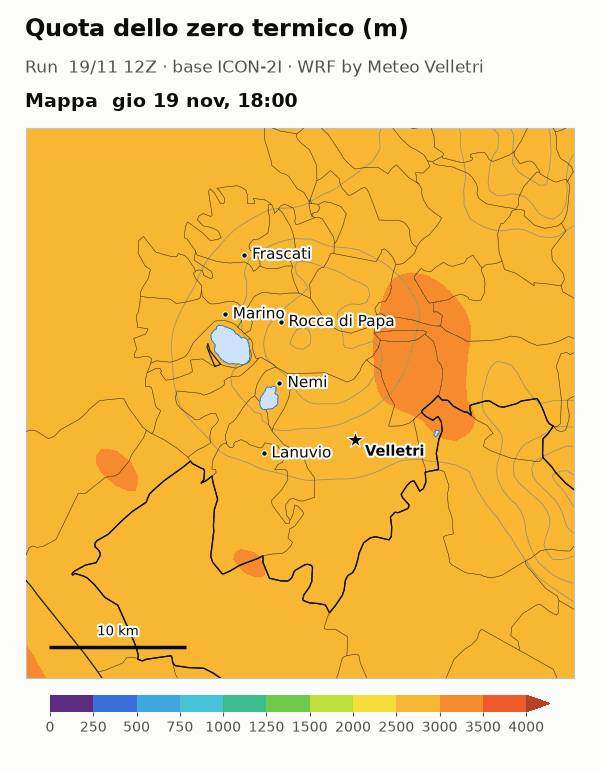 Quota dello zero termico (m)
Run  19/11 12Z · base ICON-2I · WRF by Meteo Velletri
Mappa  gio 19 nov, 18:00
Frascati
Marino
Rocca di Papa
Nemi
Velletri
Lanuvio
10 km
0 250 500 750 1000 1250 1500 2000 2500 3000 3500 4000